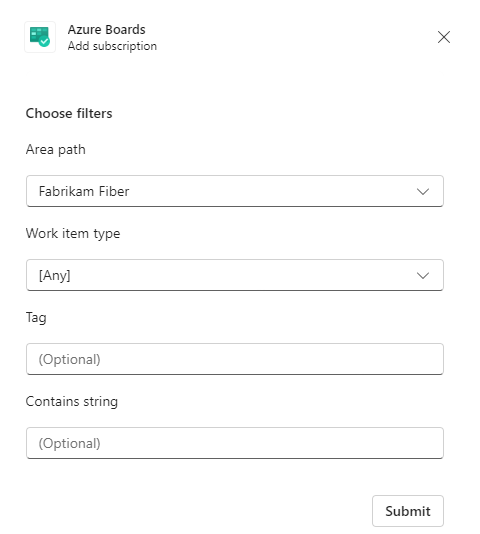 Azure Boards
Add subscription
Choose filters
Area path
Fabrikam Fiber
Work item type
[Any]
Tag
(Optional)
Contains string
(Optional)
Submit